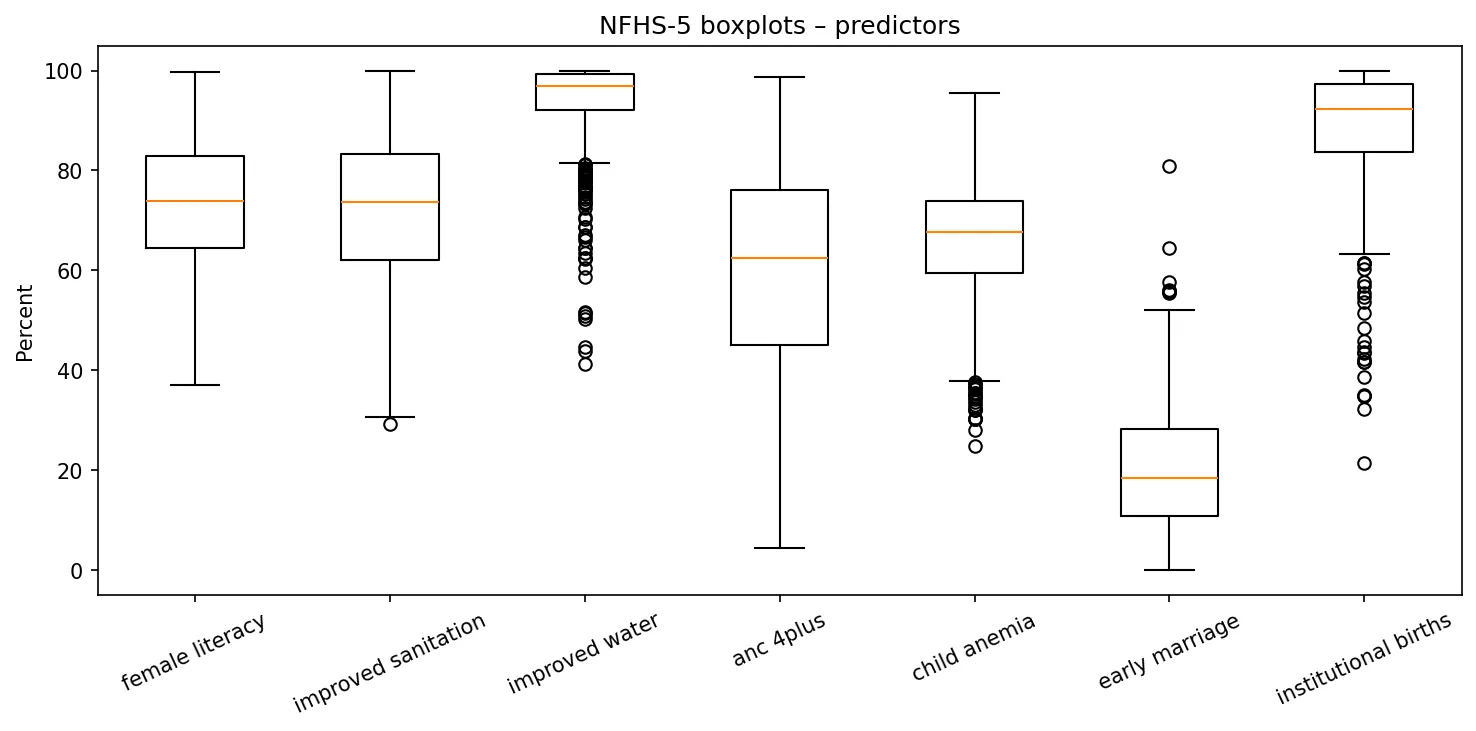 NFHS-5 boxplots – predictors
Percent
100
80
60
40
20
0
female literacy
improved sanitation
improved water
anc 4plus
child anemia
early marriage
institutional births